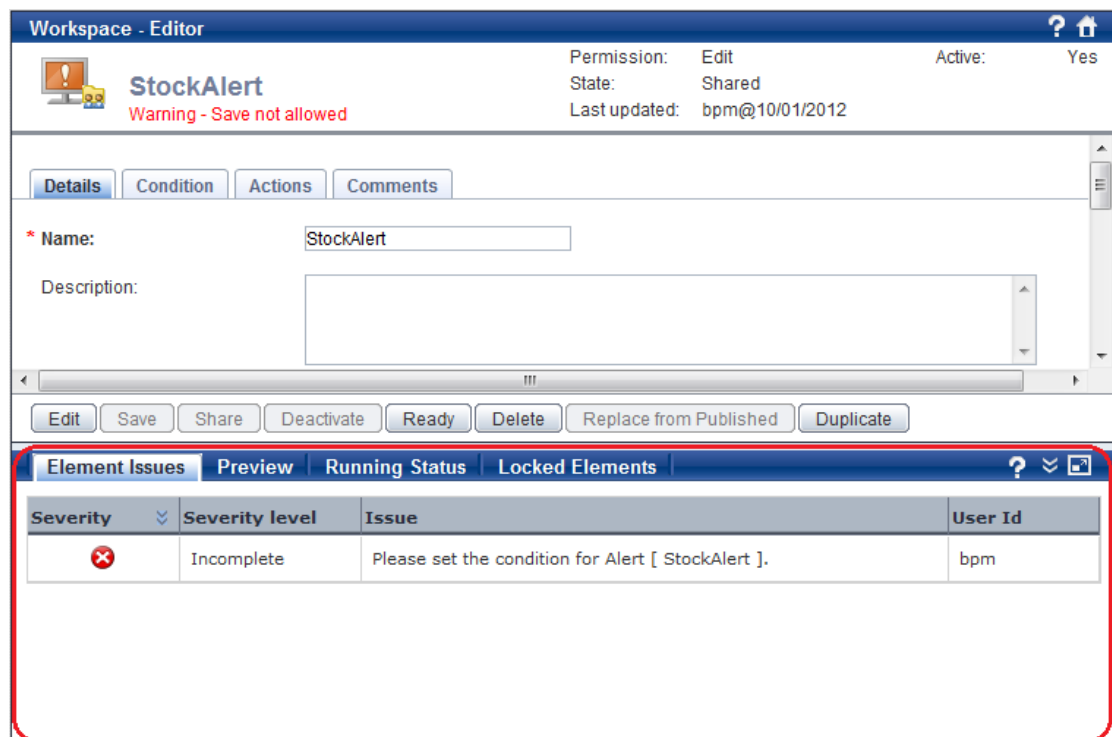 Workspace - Editor
StockAlert
Warning - Save not allowed
Permission: Edit Active: Yes
State: Shared
Last updated: bpm@10/01/2012
Details Condition Actions Comments
* Name: StockAlert
Description:
Edit Save Share Deactivate Ready Delete Replace from Published Duplicate
Element Issues Preview Running Status Locked Elements
Severity Severity level Issue User Id
Incomplete Please set the condition for Alert [ StockAlert ]. bpm